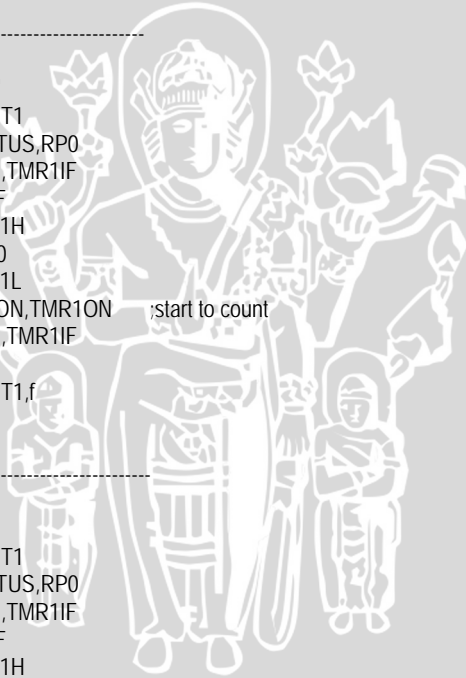 -----------------------
T1
TUS,RP0
,TMR1IF
F
1H
0
1L
ON,TMR1ON ;start to count
,TMR1IF
T1,f
------------------------
T1
TUS,RP0
,TMR1IF
F
1H